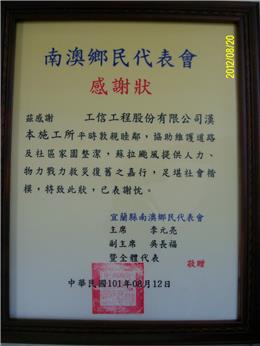 2012/08/20
南澳鄉民代表會
感謝狀
茲感謝　工信工程股份有限公司漢
本施工所平時敦親睦鄰，協助維護道路
及社區家園整潔，蘇拉颱風提供人力、
物力戮力救災復舊之嘉行，足堪社會楷
模，特致此狀，已表謝忱。
宜蘭縣南澳鄉民代表會
主席　李元亮
副主席　吳長福
暨全體代表
敬贈
中華民國101年08月12日